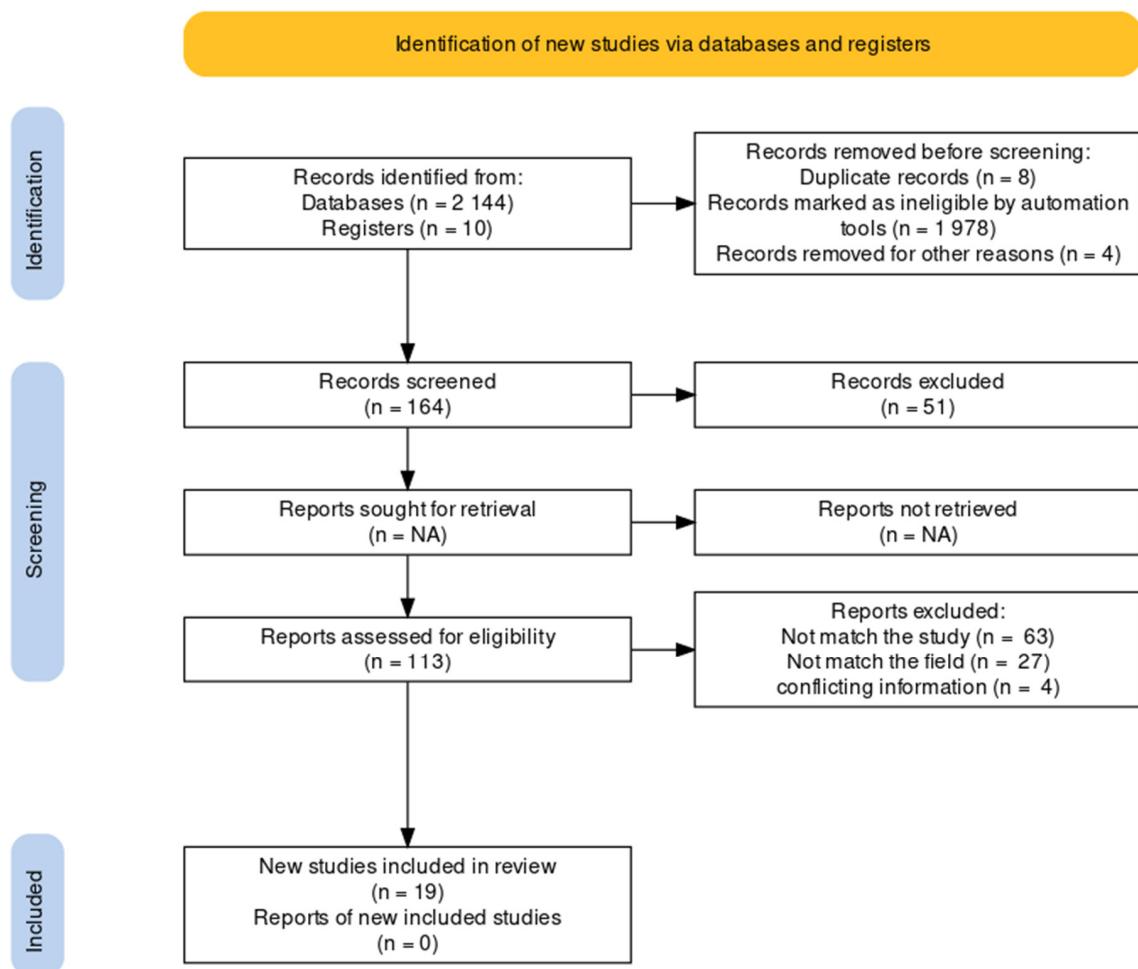 Identification of new studies via databases and registers
Identification
Records identified from:
Databases (n = 2 144)
Registers (n = 10)
Records removed before screening:
Duplicate records (n = 8)
Records marked as ineligible by automation
tools (n = 1 978)
Records removed for other reasons (n = 4)
Screening
Records screened
(n = 164)
Records excluded
(n = 51)
Reports sought for retrieval
(n = NA)
Reports not retrieved
(n = NA)
Reports assessed for eligibility
(n = 113)
Reports excluded:
Not match the study (n = 63)
Not match the field (n = 27)
conflicting information (n = 4)
Included
New studies included in review
(n = 19)
Reports of new included studies
(n = 0)